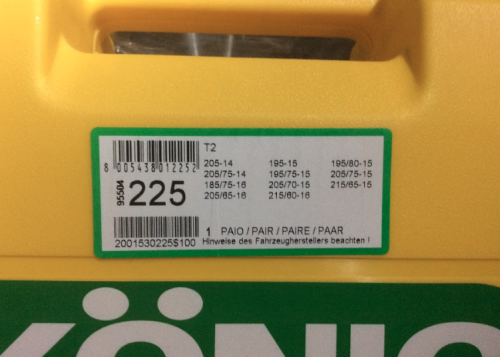 T2
8 005438 012252
205-14 195-15 195/80-15
205/75-14 195/75-15 205/75-15
185/75-16 205/70-15 215/65-15
205/65-16 215/60-16
95504
225
2001530225$100
1 PAIO / PAIR / PAIRE / PAAR
Hinweise des Fahrzeugherstellers beachten !
KÖNIG